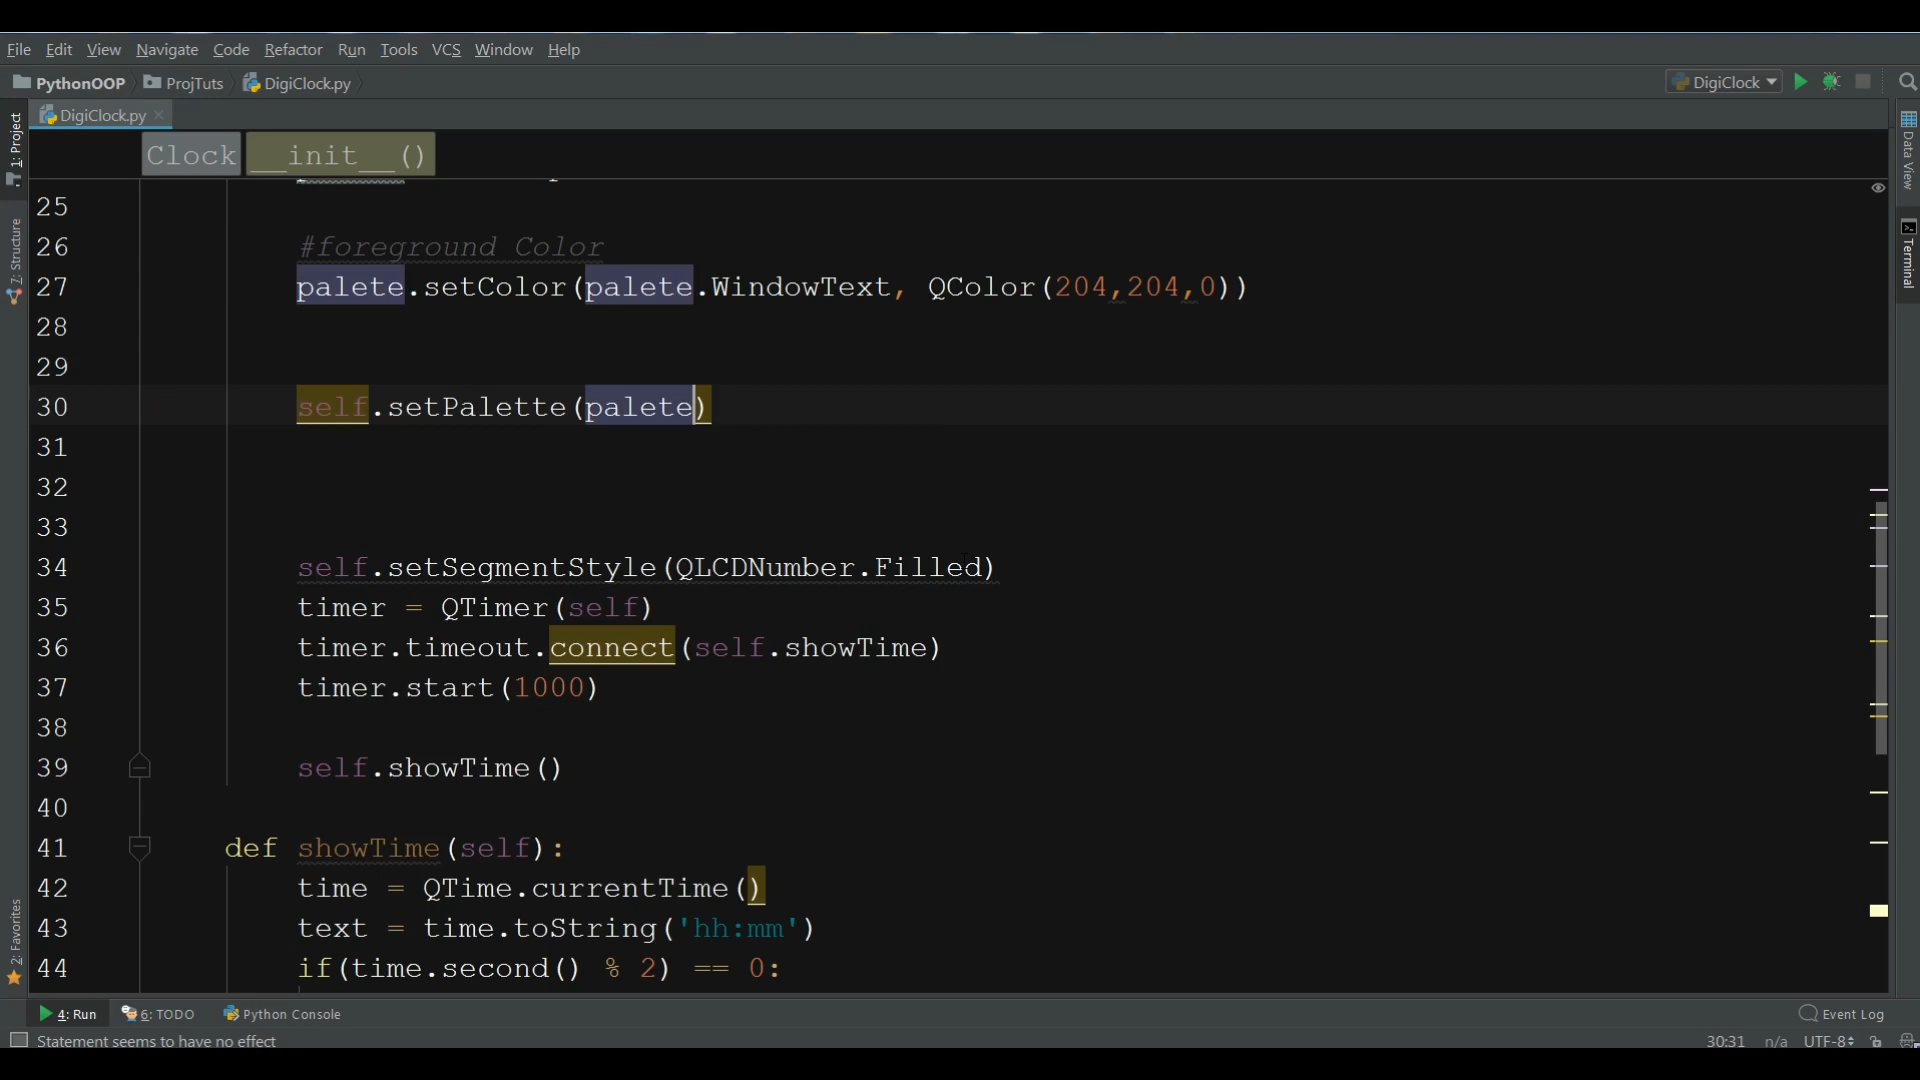 File Edit View Navigate Code Refactor Run Tools VCS Window Help
PythonOOP ProjTuts DigiClock.py DigiClock
DigiClock.py
Clock __init__()
25
26 #foreground Color
27 palete.setColor(palete.WindowText, QColor(204,204,0))
28
29
30 self.setPalette(palete)
31
32
33
34 self.setSegmentStyle(QLCDNumber.Filled)
35 timer = QTimer(self)
36 timer.timeout.connect(self.showTime)
37 timer.start(1000)
38
39 self.showTime()
40
41 def showTime(self):
42 time = QTime.currentTime()
43 text = time.toString('hh:mm')
44 if(time.second() % 2) == 0:
1: Project
7: Structure
2: Favorites
Data View
Terminal
4: Run 6: TODO Python Console Event Log
Statement seems to have no effect 30:31 n/a UTF-8